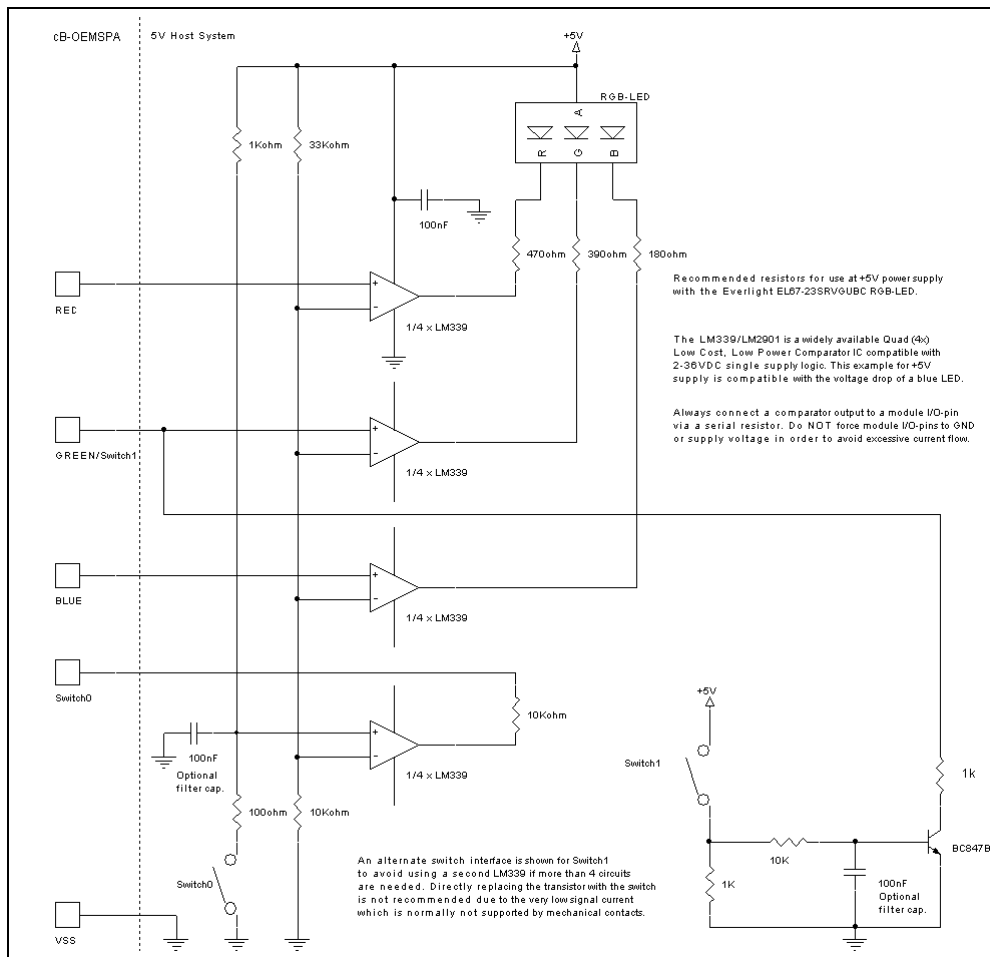 cB-OEMSPA
5V Host System
+5V
RGB-LED
A
R
G
B
1Kohm
33Kohm
100nF
470ohm
390ohm
180ohm
Recommended resistors for use at +5V power supply
with the Everlight EL67-23SRVGUBC RGB-LED.
RED
+
-
1/4 x LM339
The LM339/LM2901 is a widely available Quad (4x)
Low Cost, Low Power Comparator IC compatible with
2-36VDC single supply logic. This example for +5V
supply is compatible with the voltage drop of a blue LED.
Always connect a comparator output to a module I/O-pin
via a serial resistor. Do NOT force module I/O-pins to GND
or supply voltage in order to avoid excessive current flow.
GREEN/Switch1
+
-
1/4 x LM339
BLUE
+
-
1/4 x LM339
Switch0
10Kohm
+5V
+
-
1/4 x LM339
100nF
Optional
filter cap.
Switch1
1k
100ohm
10Kohm
BC847B
10K
1K
100nF
Optional
filter cap.
Switch0
An alternate switch interface is shown for Switch1
to avoid using a second LM339 if more than 4 circuits
are needed. Directly replacing the transistor with the switch
is not recommended due to the very low signal current
which is normally not supported by mechanical contacts.
VSS